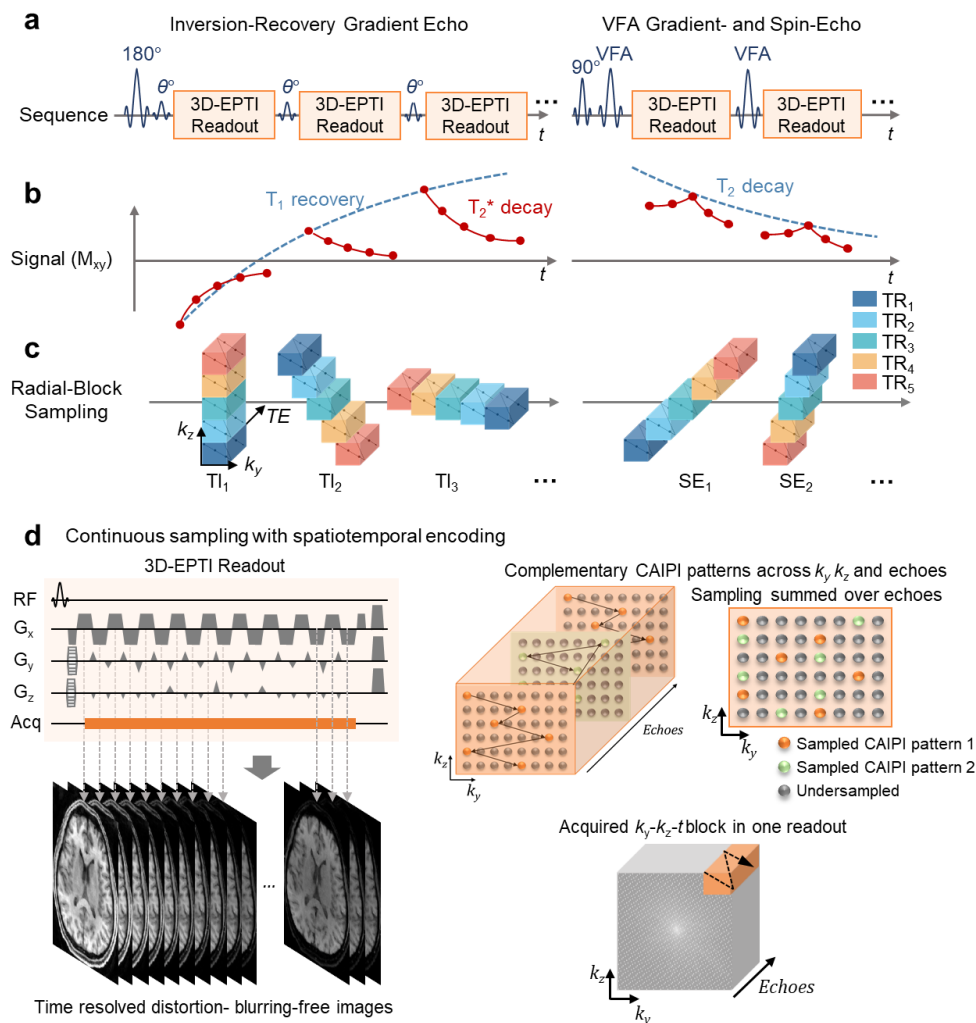 a
Inversion-Recovery Gradient Echo
VFA Gradient- and Spin-Echo
180°
θ°
θ°
θ°
90°
VFA
VFA
Sequence
3D-EPTI Readout
3D-EPTI Readout
3D-EPTI Readout
...
t
3D-EPTI Readout
3D-EPTI Readout
...
t
b
T1 recovery
T2* decay
T2 decay
Signal (Mxy)
t
t
c
Radial-Block
Sampling
TR1
TR2
TR3
TR4
TR5
TE
kz
ky
TI1
TI2
TI3
...
SE1
SE2
...
d
Continuous sampling with spatiotemporal encoding
3D-EPTI Readout
RF
Gx
Gy
Gz
Acq
...
Time resolved distortion- blurring-free images
Complementary CAIPI patterns across ky kz and echoes
Sampling summed over echoes
Echoes
kz
ky
kz
ky
Sampled CAIPI pattern 1
Sampled CAIPI pattern 2
Undersampled
Acquired ky-kz-t block in one readout
kz
ky
Echoes